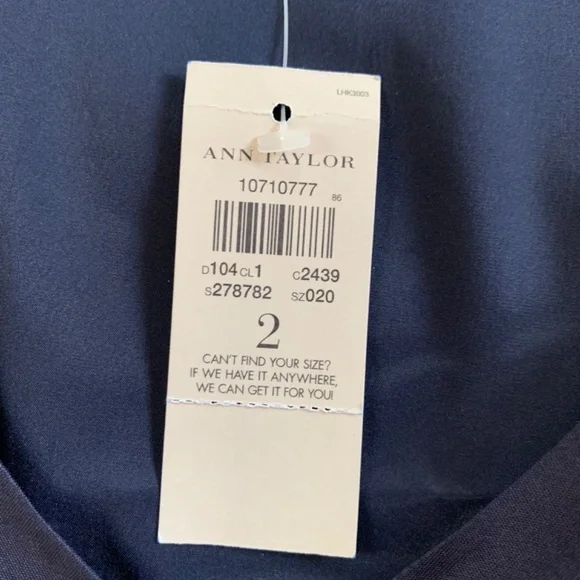 LHK3003
ANN TAYLOR
10710777
86
D104 CL1 C2439
S278782 SZ020
2
CAN'T FIND YOUR SIZE?
IF WE HAVE IT ANYWHERE,
WE CAN GET IT FOR YOU!